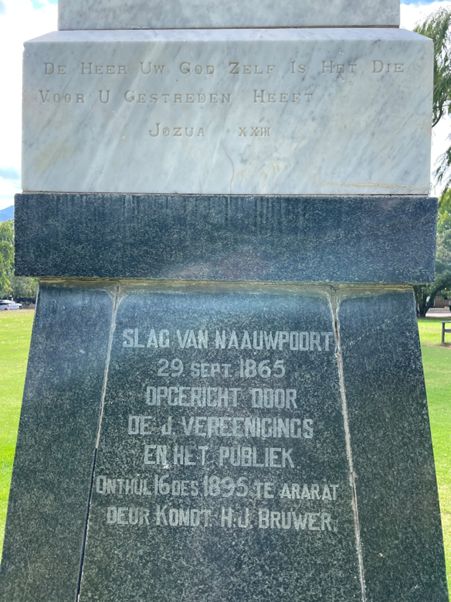 De Heer Uw God Zelf Is Het Die
Voor U Gestreden Heeft
Jozua XXIII
SLAG VAN NAAUWPOORT
29 SEPT. 1865
OPGERICHT DOOR
DE J. VEREENIGINGS
EN HET PUBLIEK
ONTHUL 16 DES. 1895 TE ARARAT
DEUR KOMDT. H.J. BRUWER.